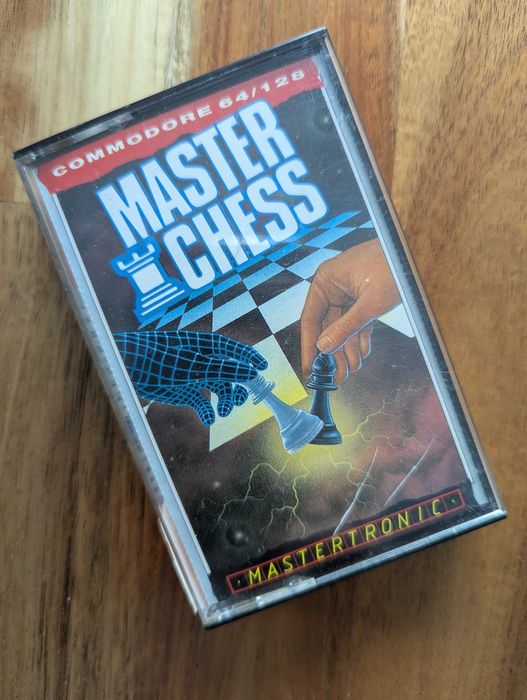 COMMODORE 64/128
MASTER
CHESS
MASTERTRONIC